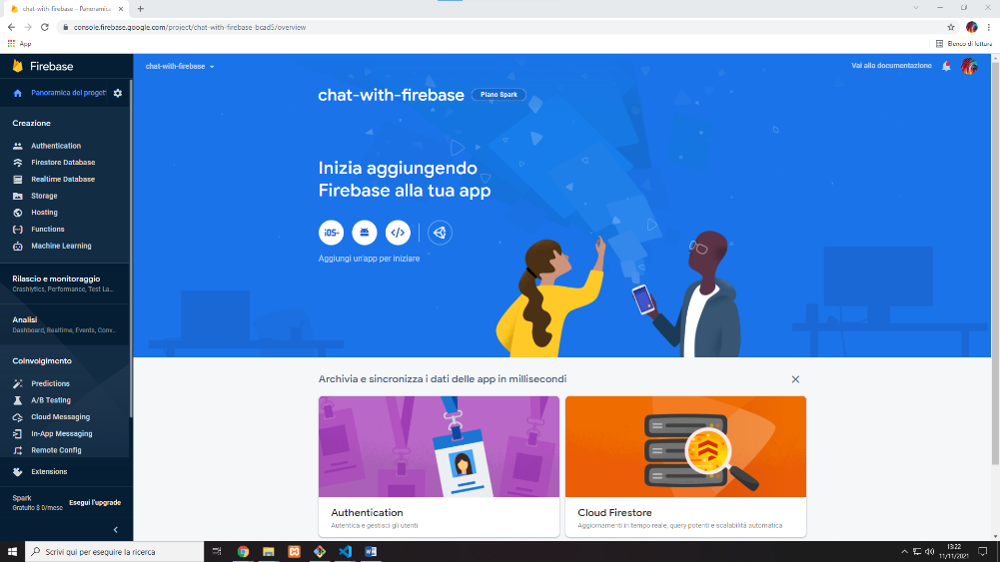 chat-with-firebase – Panoramica
console.firebase.google.com/project/chat-with-firebase-bcad5/overview
App
Elenco di lettura
Firebase
chat-with-firebase
Vai alla documentazione
Panoramica del proget
Creazione
Authentication
Firestore Database
Realtime Database
Storage
Hosting
Functions
Machine Learning
Rilascio e monitoraggio
Crashlytics, Performance, Test La...
Analisi
Dashboard, Realtime, Events, Conv...
Coinvolgimento
Predictions
A/B Testing
Cloud Messaging
In-App Messaging
Remote Config
Extensions
Spark
Gratuito $ 0/mese
Esegui l'upgrade
chat-with-firebase
Piano Spark
Inizia aggiungendo
Firebase alla tua app
iOS+
Aggiungi un'app per iniziare
Archivia e sincronizza i dati delle app in millisecondi
Authentication
Autentica e gestisci gli utenti
Cloud Firestore
Aggiornamenti in tempo reale, query potenti e scalabilità automatica
Scrivi qui per eseguire la ricerca
13:22
11/11/2021